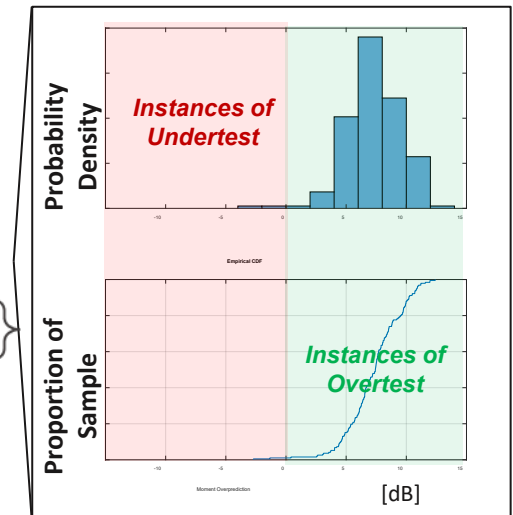 Probability
Density
Instances of
Undertest
-10
-5
0
5
10
15
Empirical CDF
Proportion of
Sample
Instances of
Overtest
-10
-5
0
5
10
15
Moment Overprediction
[dB]